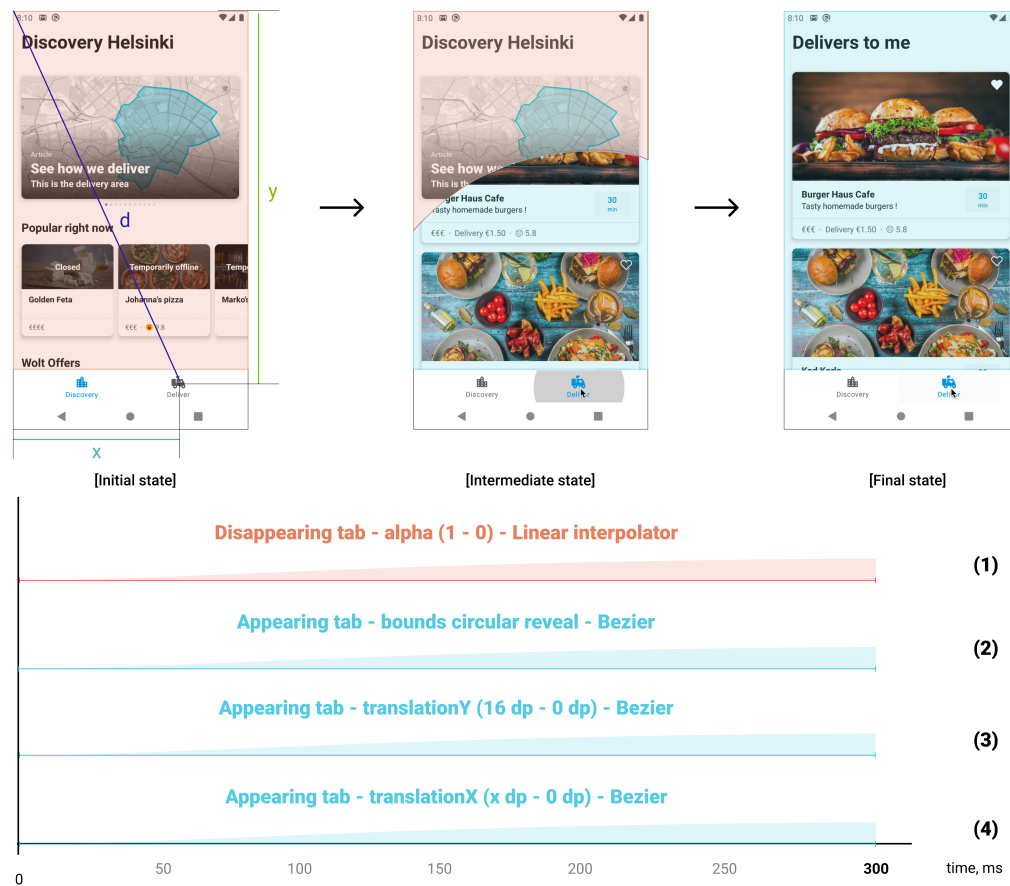 8:10
Discovery Helsinki
Article
See how we deliver
This is the delivery area
d
y
Popular right now
Closed
Temporarily offline
Golden Feta
Johanna's pizza
€€€€
€€€ · 9.8
Wolt Offers
Discovery
Deliver
x
[Initial state]
8:10
Discovery Helsinki
Article
See how we
This is th
Burger Haus Cafe
Tasty homemade burgers !
30
min
€€€ · Delivery €1.50 · 5.8
Discovery
Deliver
[Intermediate state]
8:10
Delivers to me
Burger Haus Cafe
Tasty homemade burgers !
30
min
€€€ · Delivery €1.50 · 5.8
Discovery
Deliver
[Final state]
Disappearing tab - alpha (1 - 0) - Linear interpolator
(1)
Appearing tab - bounds circular reveal - Bezier
(2)
Appearing tab - translationY (16 dp - 0 dp) - Bezier
(3)
Appearing tab - translationX (x dp - 0 dp) - Bezier
(4)
0
50
100
150
200
250
300
time, ms